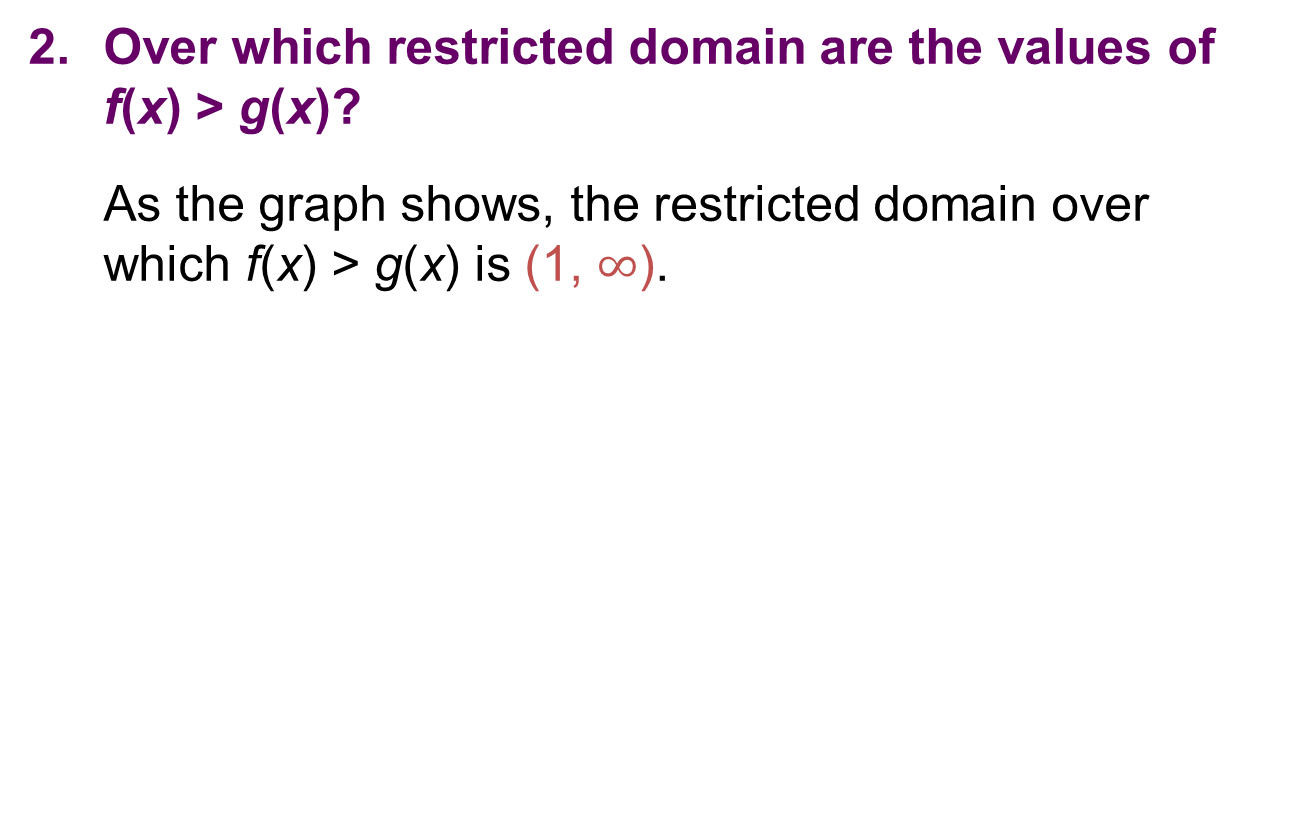 2. Over which restricted domain are the values of
f(x) > g(x)?
As the graph shows, the restricted domain over
which f(x) > g(x) is (1, ∞).